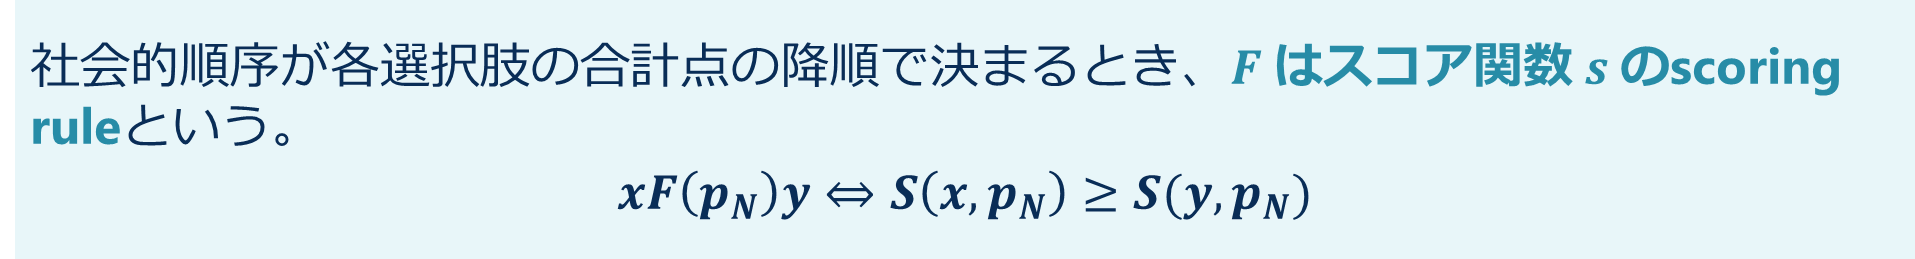 社会的順序が各選択肢の合計点の降順で決まるとき、F はスコア関数 s のscoring
ruleという。
xF(p_N)y ⇔ S(x, p_N) ≥ S(y, p_N)